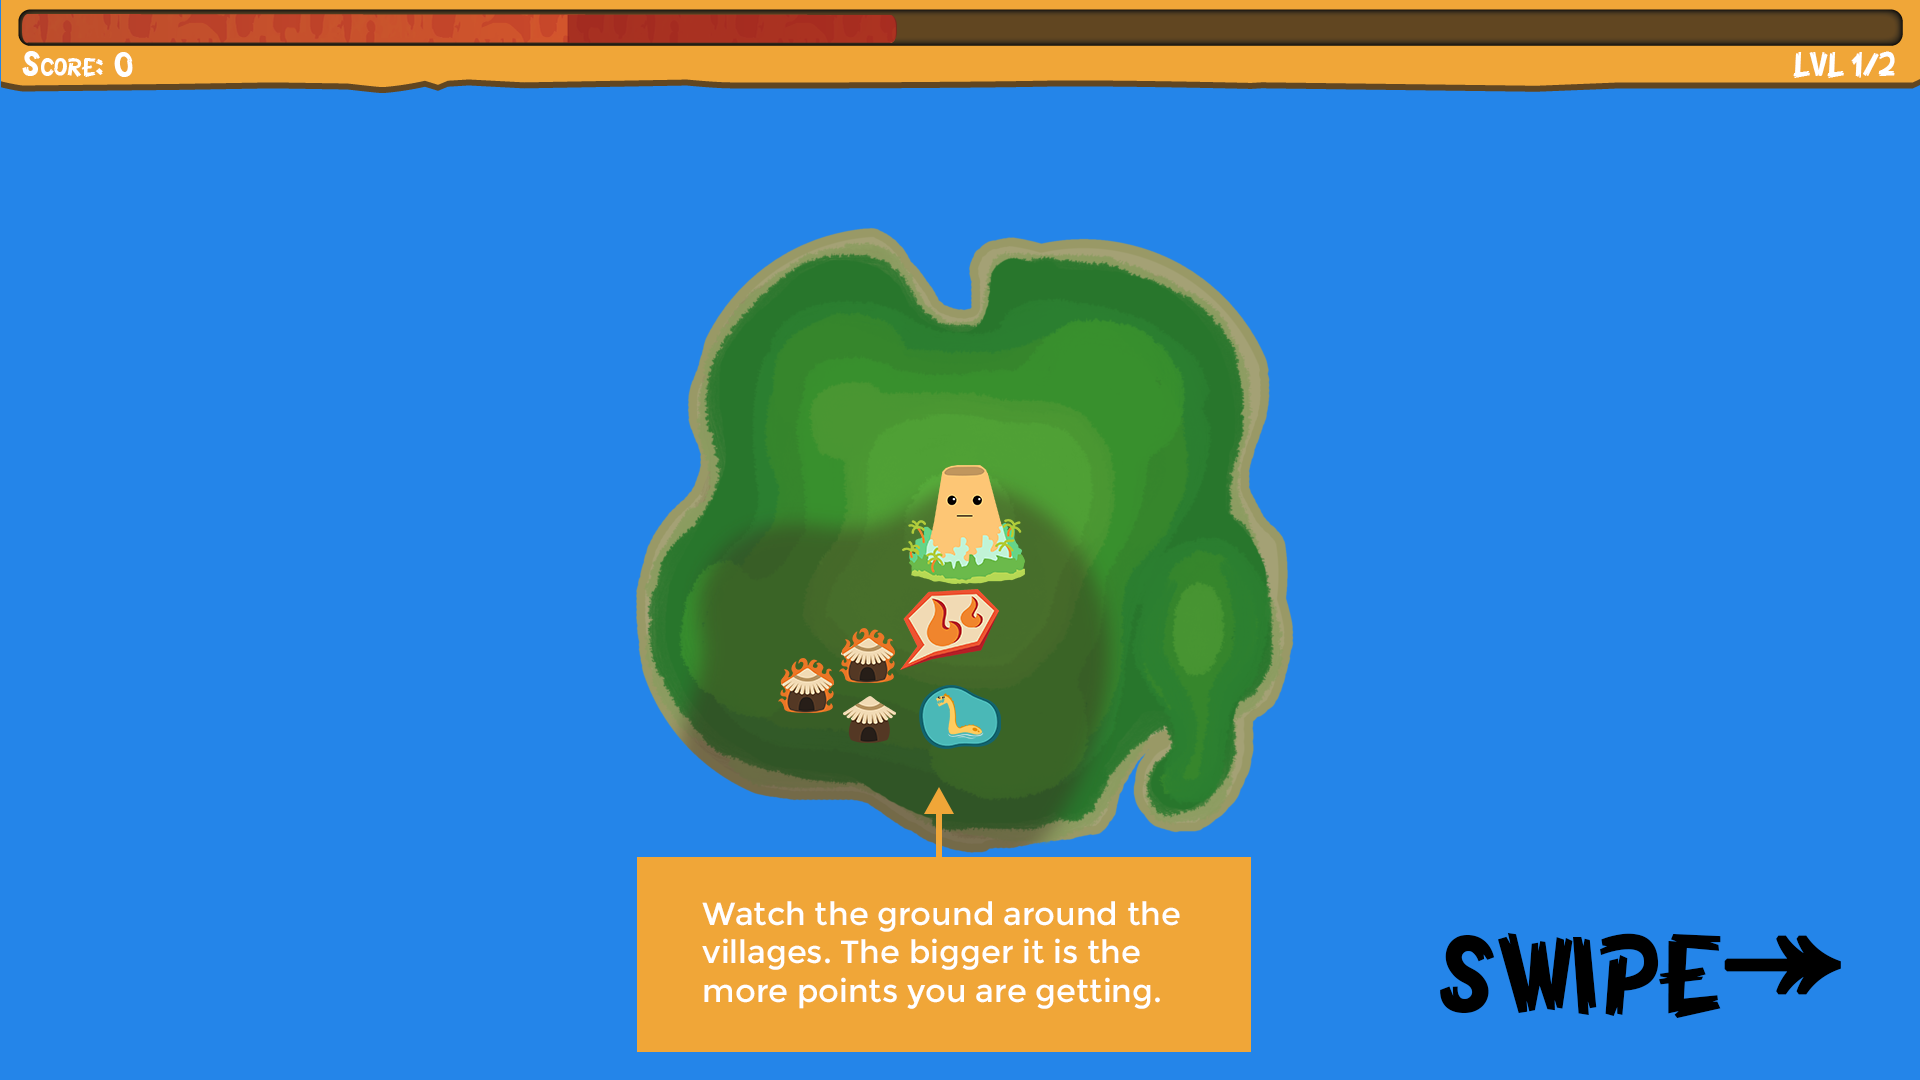 Score: 0
LVL 1/2
Watch the ground around the
villages. The bigger it is the
more points you are getting.
SWIPE